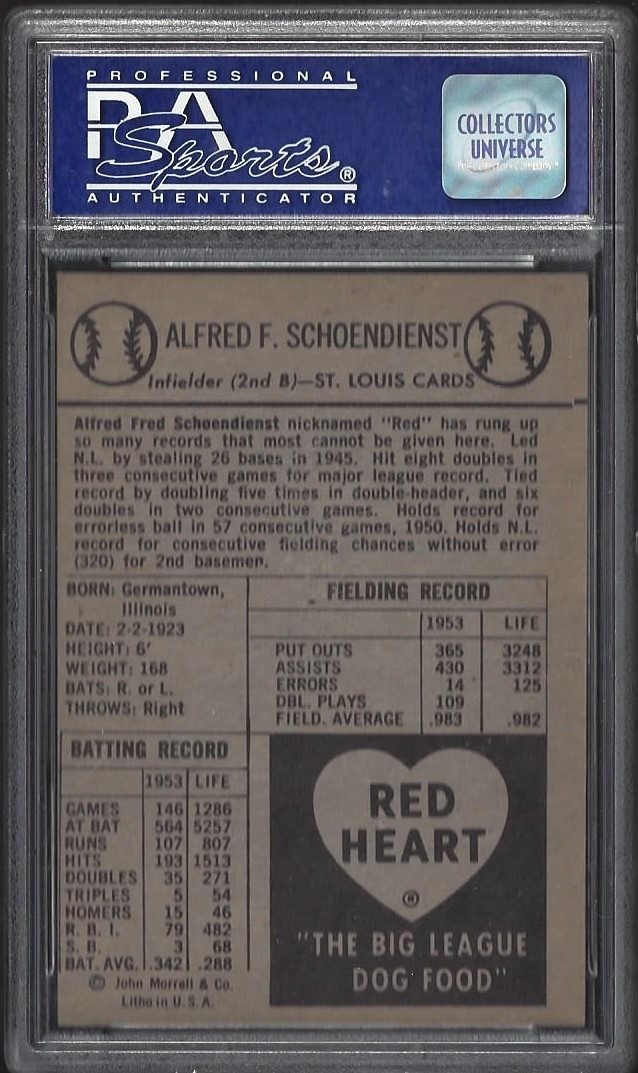 PROFESSIONAL
PSA
Sports®
AUTHENTICATOR
COLLECTORS
UNIVERSE
ALFRED F. SCHOENDIENST
Infielder (2nd B)—ST. LOUIS CARDS
Alfred Fred Schoendienst nicknamed "Red" has rung up
so many records that most cannot be given here. Led
N.L. by stealing 26 bases in 1945. Hit eight doubles in
three consecutive games for major league record. Tied
record by doubling five times in double-header, and six
doubles in two consecutive games. Holds record for
errorless ball in 57 consecutive games, 1950. Holds N.L.
record for consecutive fielding chances without error
(320) for 2nd basemen.
BORN: Germantown,
Illinois
DATE: 2-2-1923
HEIGHT: 6'
WEIGHT: 168
BATS: R. or L.
THROWS: Right
FIELDING RECORD
1953 LIFE
PUT OUTS 365 3248
ASSISTS 430 3312
ERRORS 14 125
DBL. PLAYS 109
FIELD. AVERAGE .983 .982
BATTING RECORD
1953 LIFE
GAMES 146 1286
AT BAT 564 5257
RUNS 107 807
HITS 193 1513
DOUBLES 35 271
TRIPLES 5 54
HOMERS 15 46
R. B. I. 79 482
S. B. 3 68
BAT. AVG. .342 .288
© John Morrell & Co.
Litho in U. S. A.
RED
HEART
®
"THE BIG LEAGUE
DOG FOOD"